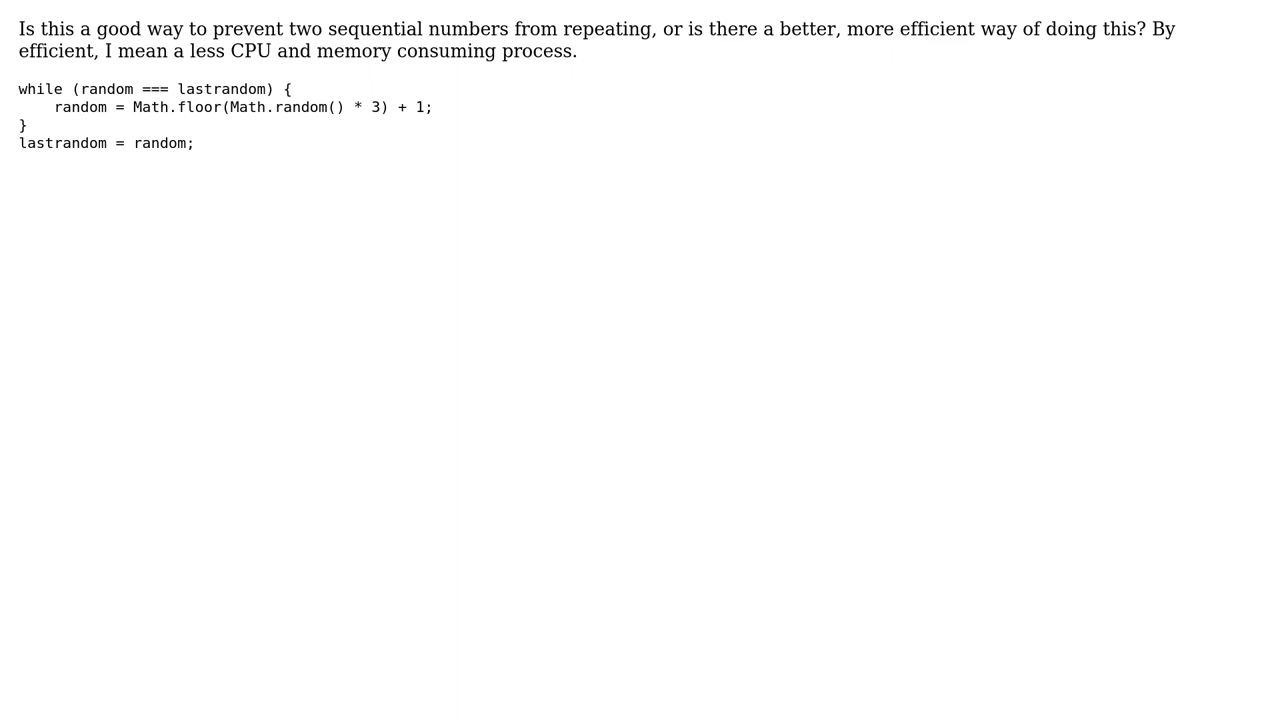 Is this a good way to prevent two sequential numbers from repeating, or is there a better, more efficient way of doing this? By
efficient, I mean a less CPU and memory consuming process.
while (random === lastrandom) {
    random = Math.floor(Math.random() * 3) + 1;
}
lastrandom = random;